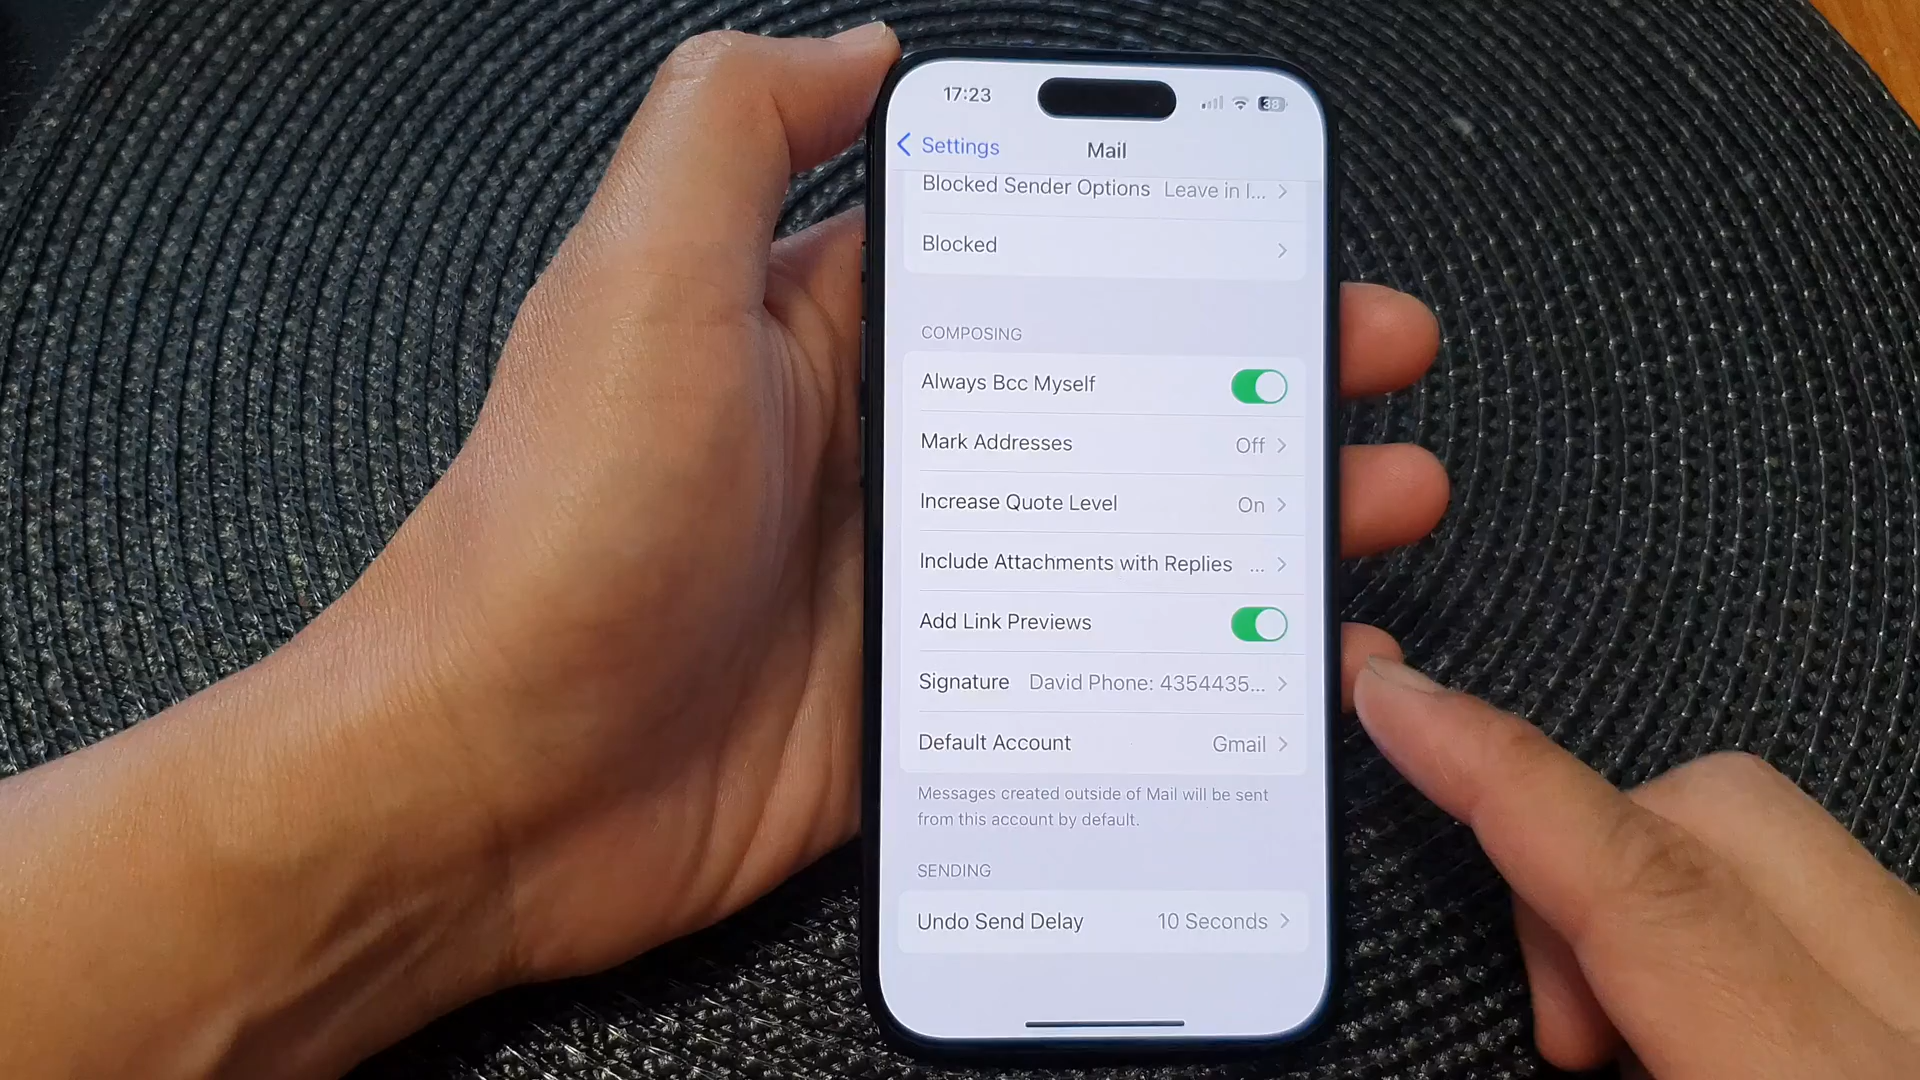 17:23
38
Settings
Mail
Blocked Sender Options Leave in I...
Blocked
COMPOSING
Always Bcc Myself
Mark Addresses Off
Increase Quote Level On
Include Attachments with Replies ...
Add Link Previews
Signature David Phone: 4354435...
Default Account Gmail
Messages created outside of Mail will be sent
from this account by default.
SENDING
Undo Send Delay 10 Seconds